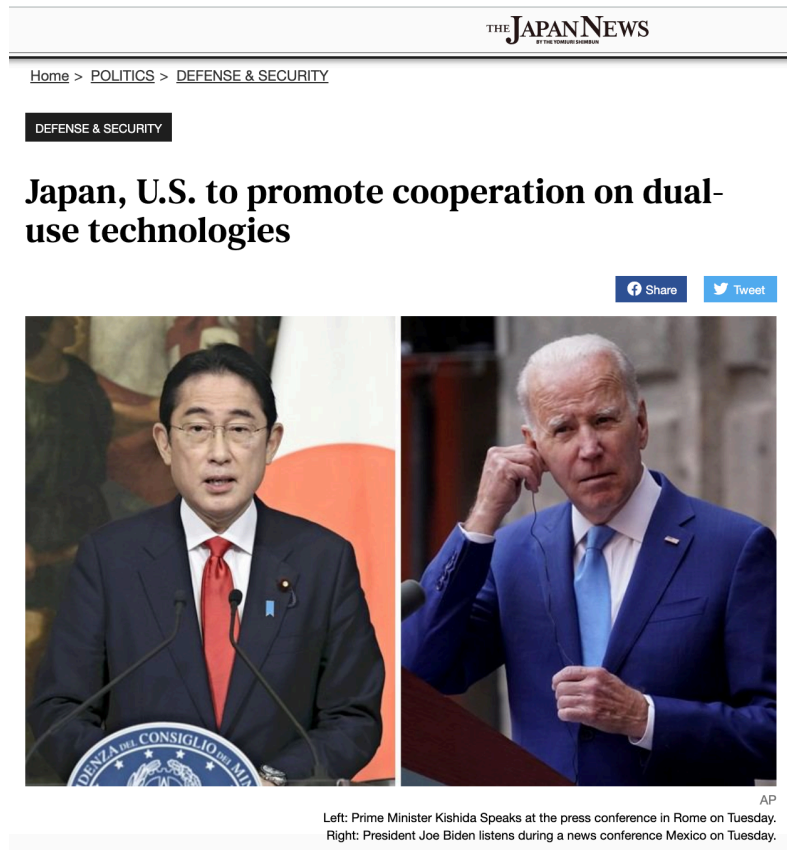 THE JAPAN NEWS
BY THE YOMIURI SHIMBUN
Home > POLITICS > DEFENSE & SECURITY
DEFENSE & SECURITY
Japan, U.S. to promote cooperation on dual-
use technologies
Share Tweet
DENZA DEL CONSIGLIO DEI MIN
AP
Left: Prime Minister Kishida Speaks at the press conference in Rome on Tuesday.
Right: President Joe Biden listens during a news conference Mexico on Tuesday.